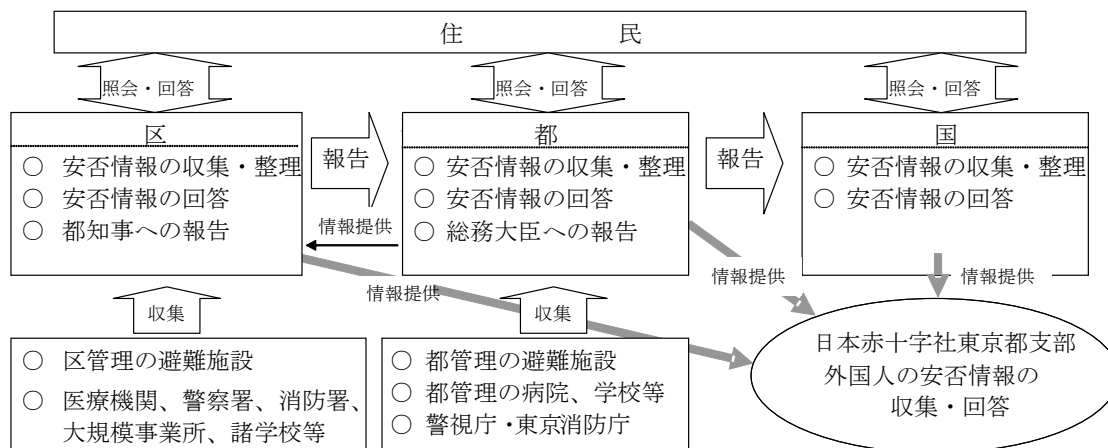 住　　　　民
照会・回答
照会・回答
照会・回答
区
○ 安否情報の収集・整理
○ 安否情報の回答
○ 都知事への報告
報告
都
○ 安否情報の収集・整理
○ 安否情報の回答
○ 総務大臣への報告
報告
国
○ 安否情報の収集・整理
○ 安否情報の回答
情報提供
情報提供
情報提供
情報提供
収集
収集
○ 区管理の避難施設
○ 医療機関、警察署、消防署、
大規模事業所、諸学校等
○ 都管理の避難施設
○ 都管理の病院、学校等
○ 警視庁・東京消防庁
日本赤十字社東京都支部
外国人の安否情報の
収集・回答